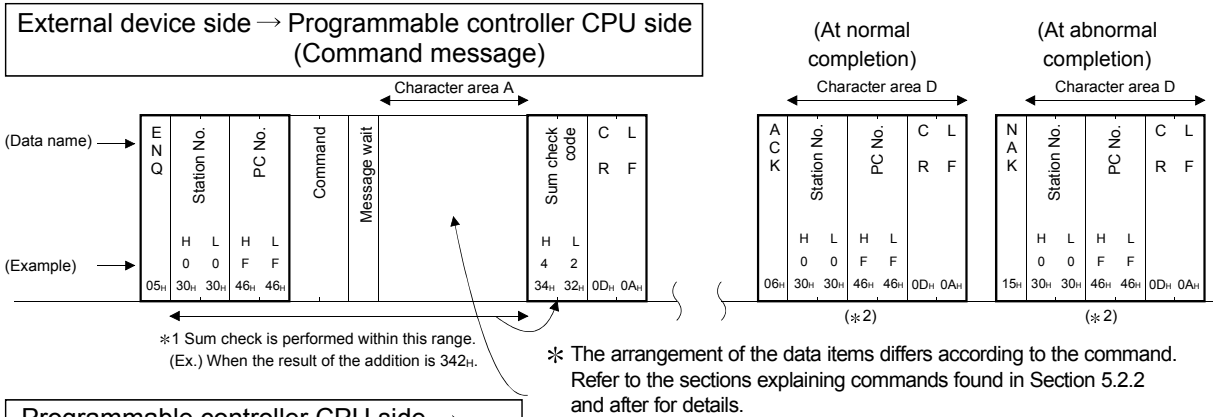 External device side → Programmable controller CPU side
(Command message)
(At normal
completion)
(At abnormal
completion)
Character area A
Character area D
Character area D
(Data name)
E N Q
Station No.
PC No.
Command
Message wait
Sum check code
C R
L F
A C K
Station No.
PC No.
C R
L F
N A K
Station No.
PC No.
C R
L F
(Example)
H L H L H L H L H L H L H L
0 0 F F 4 2 0 0 F F 0 0 F F
05H 30H 30H 46H 46H 34H 32H 0DH 0AH 06H 30H 30H 46H 46H 0DH 0AH 15H 30H 30H 46H 46H 0DH 0AH
(*2) (*2)
*1 Sum check is performed within this range.
(Ex.) When the result of the addition is 342H.
* The arrangement of the data items differs according to the command.
Refer to the sections explaining commands found in Section 5.2.2
and after for details.
Programmable controller CPU side →